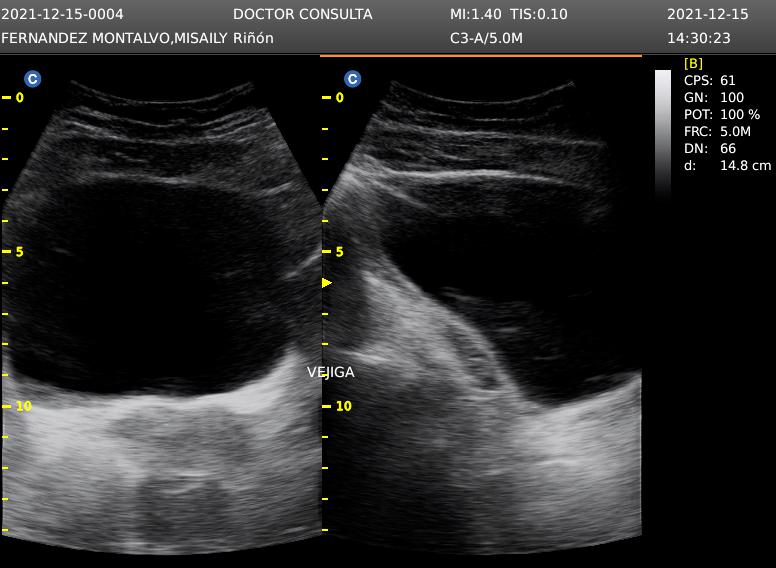 2021-12-15-0004 DOCTOR CONSULTA MI:1.40 TIS:0.10 2021-12-15
FERNANDEZ MONTALVO,MISAILY Riñón C3-A/5.0M 14:30:23
[B]
C C
CPS: 61
0 0
GN: 100
POT: 100 %
FRC: 5.0M
DN: 66
d: 14.8 cm
5 5
VEJIGA
10 10